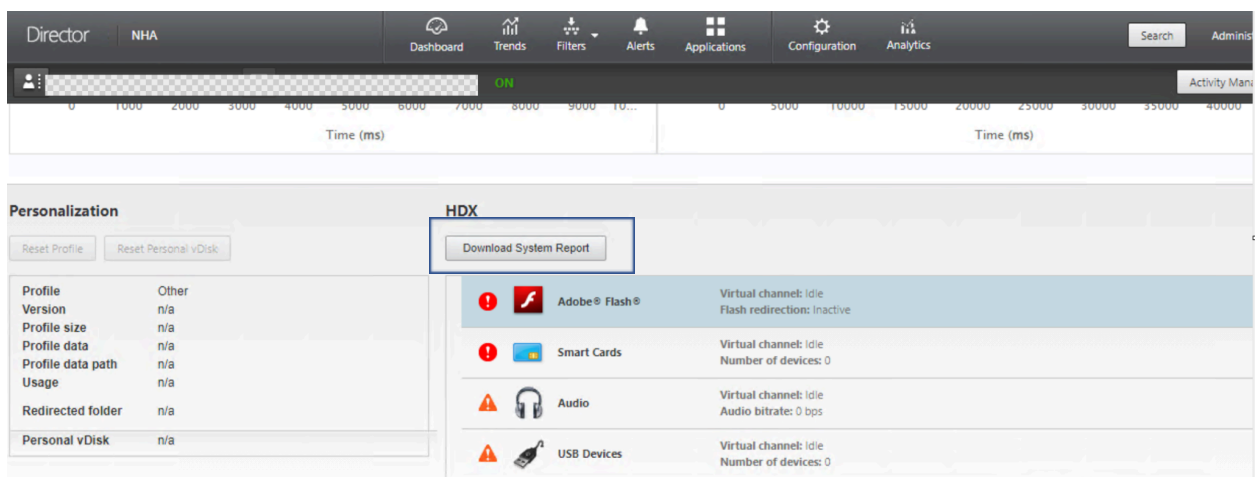 Director NHA Dashboard Trends Filters Alerts Applications Configuration Analytics Search Adminis
ON Activity Mana
0 1000 2000 3000 4000 5000 6000 7000 8000 9000 10... 0 5000 10000 15000 20000 25000 30000 35000 40000
Time (ms) Time (ms)
Personalization
Reset Profile Reset Personal vDisk
Profile Other
Version n/a
Profile size n/a
Profile data n/a
Profile data path n/a
Usage n/a
Redirected folder n/a
Personal vDisk n/a
HDX
Download System Report
Adobe® Flash®
Virtual channel: Idle
Flash redirection: Inactive
Smart Cards
Virtual channel: Idle
Number of devices: 0
Audio
Virtual channel: Idle
Audio bitrate: 0 bps
USB Devices
Virtual channel: Idle
Number of devices: 0